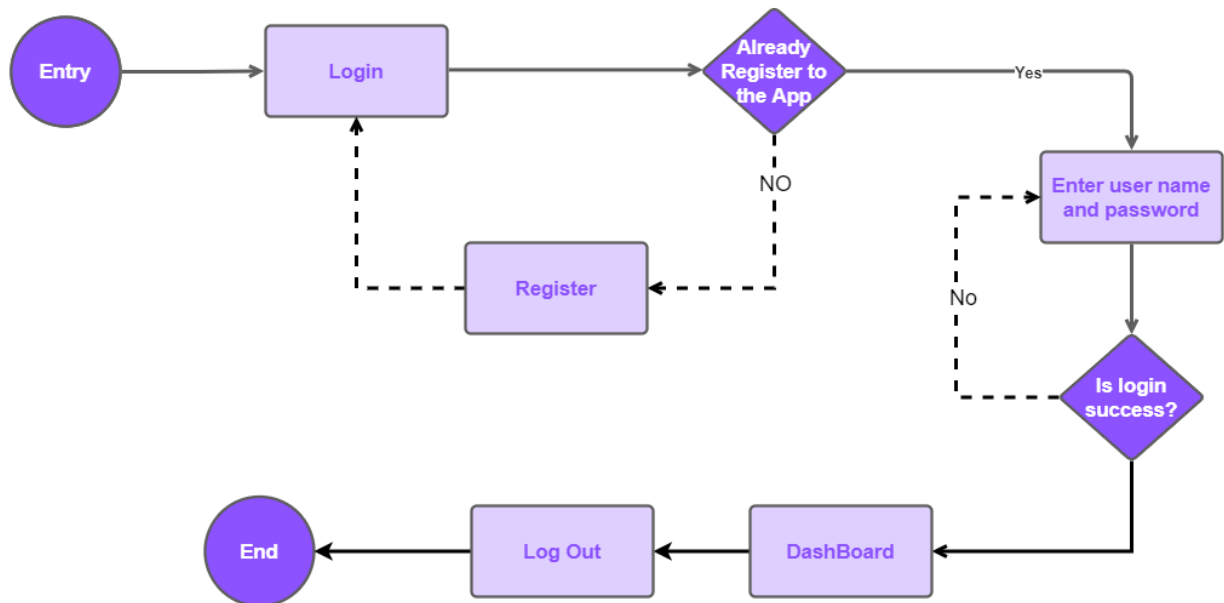 Entry
Login
Already
Register to
the App
Yes
NO
Enter user name
and password
Register
No
Is login
success?
End
Log Out
DashBoard